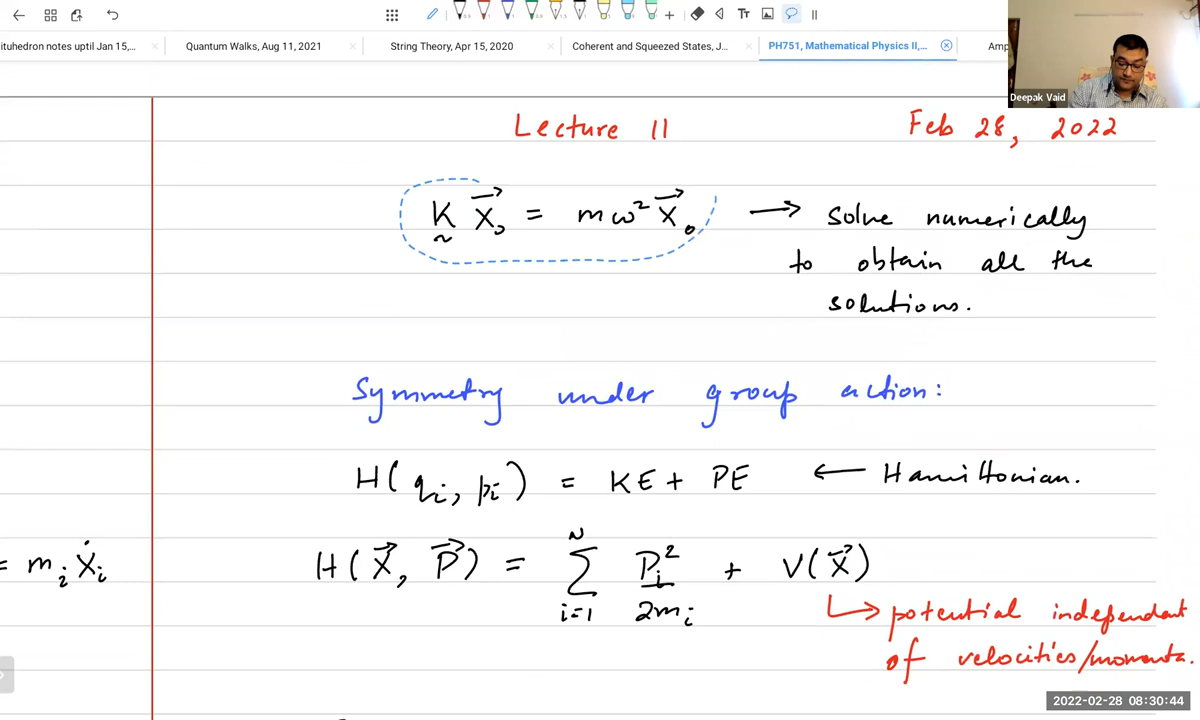 ituhedron notes uptil Jan 15,... Quantum Walks, Aug 11, 2021 String Theory, Apr 15, 2020 Coherent and Squeezed States, J... PH751, Mathematical Physics II,... Amp
Deepak Vaid
Lecture 11 Feb 28, 2022
K X⃗₀ = mω² X⃗₀ → Solve numerically
to obtain all the
solutions.
Symmetry under group action:
H(qᵢ, pᵢ) = KE + PE ← Hamiltonian.
= mᵢ Ẋᵢ H(X⃗, P⃗) = Σᵢ₌₁ᴺ Pᵢ²/2mᵢ + V(X⃗)
↳ potential independent
of velocities/momenta.
2022-02-28 08:30:44